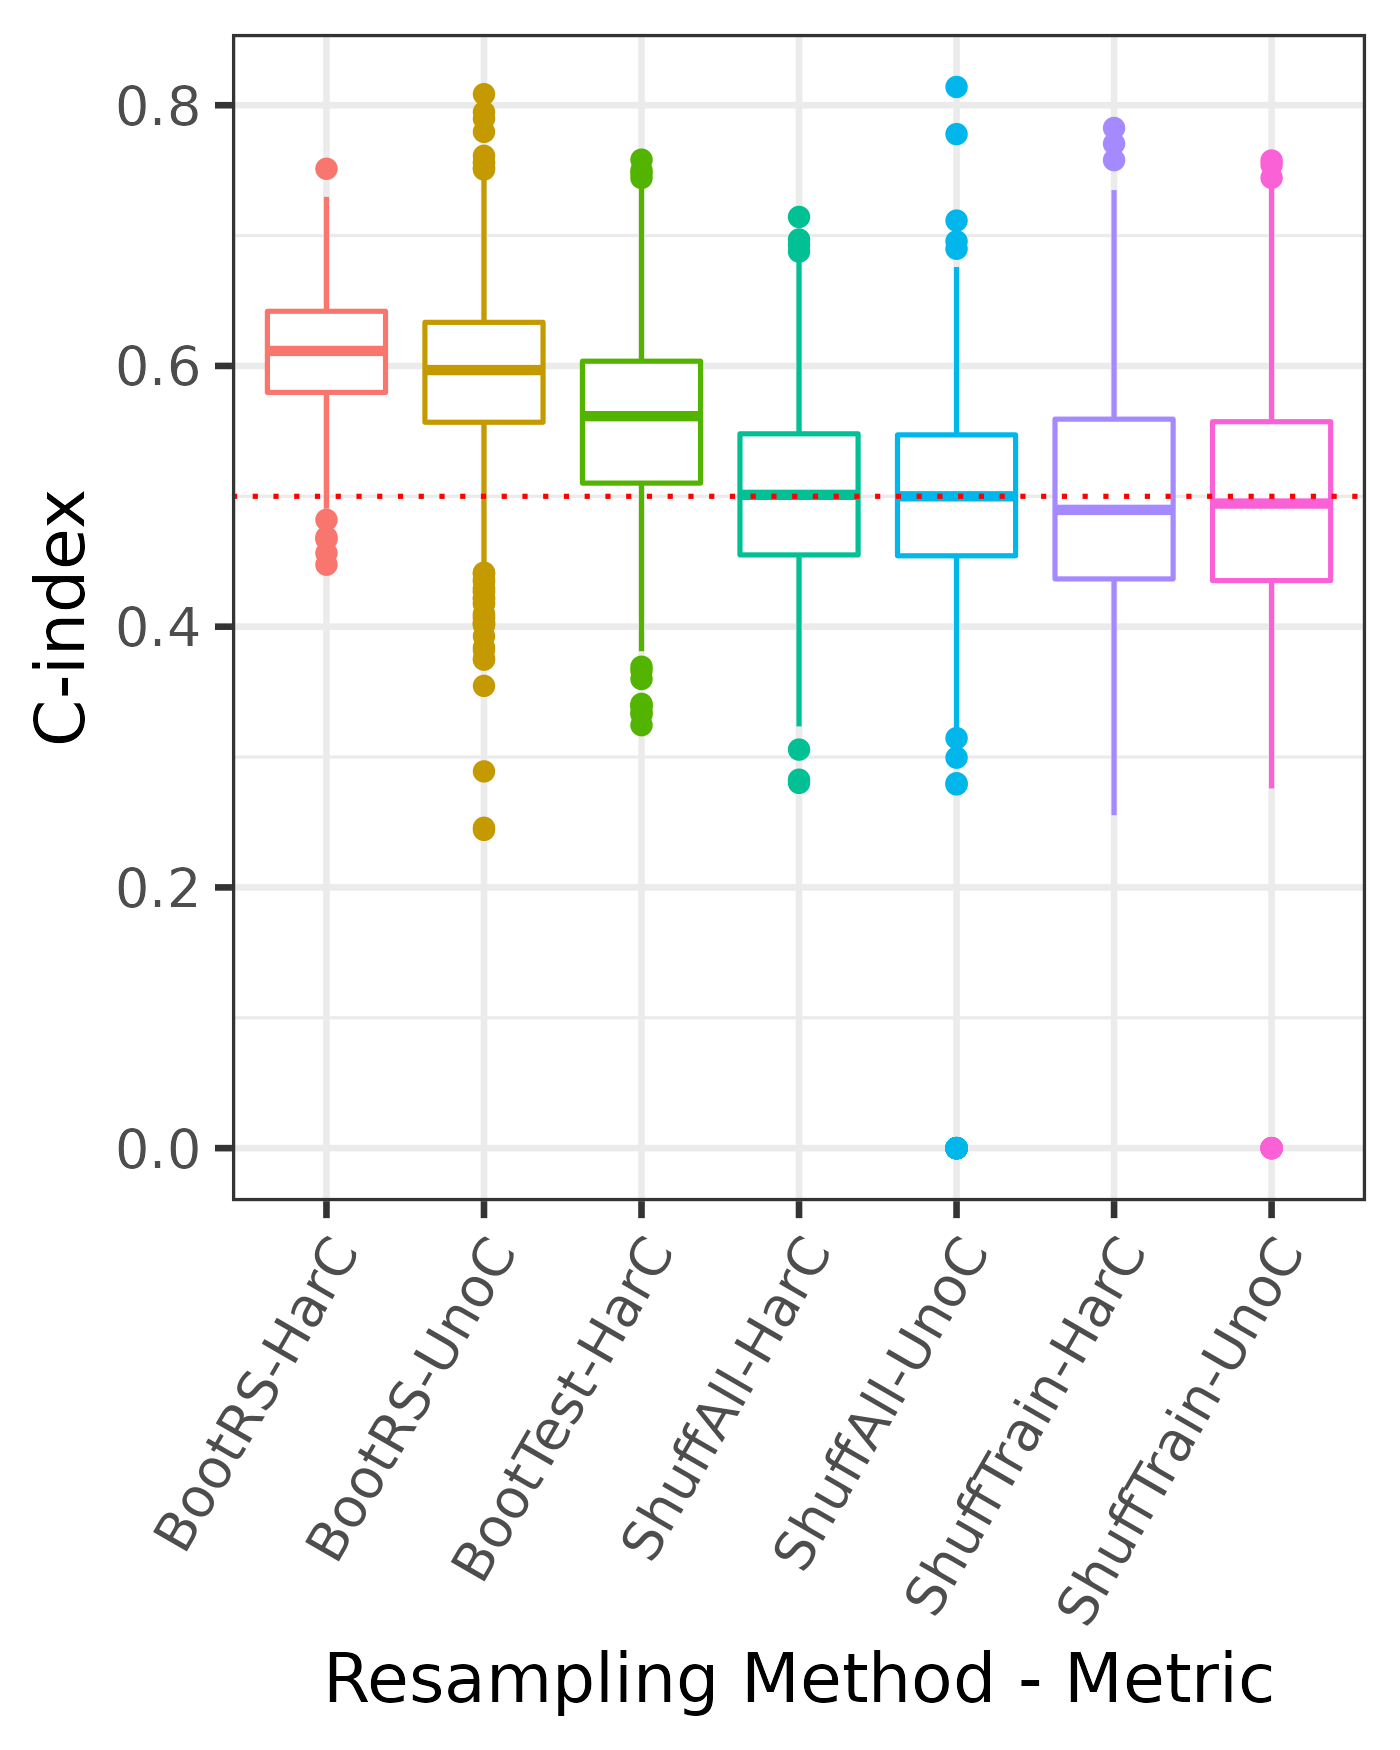 C-index
0.8
0.6
0.4
0.2
0.0
BootRS-HarC
BootRS-UnoC
BootTest-HarC
ShuffAll-HarC
ShuffAll-UnoC
ShuffTrain-HarC
ShuffTrain-UnoC
Resampling Method - Metric